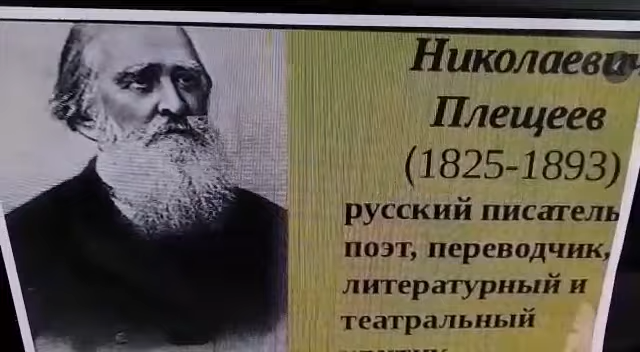 Николаевич
Плещеев
(1825-1893)
русский писатель
поэт, переводчик,
литературный и
театральный